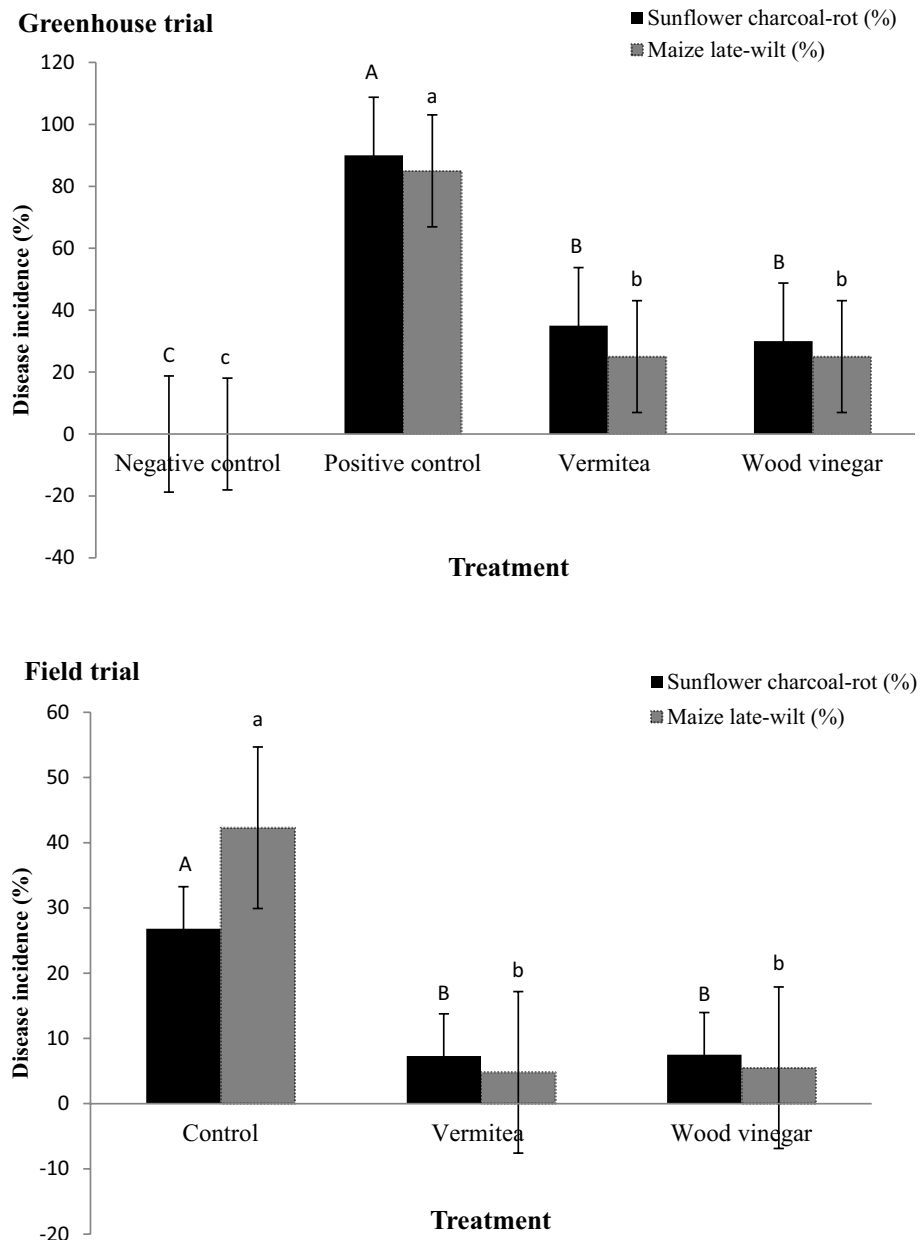 Greenhouse trial
Sunflower charcoal-rot (%)
Maize late-wilt (%)
Disease incidence (%)
120
100
80
60
40
20
0
-20
-40
A
a
B
b
B
b
C
c
Negative control
Positive control
Vermitea
Wood vinegar
Treatment
Field trial
Sunflower charcoal-rot (%)
Maize late-wilt (%)
Disease incidence (%)
60
50
40
30
20
10
0
-10
-20
A
a
B
b
B
b
Control
Vermitea
Wood vinegar
Treatment